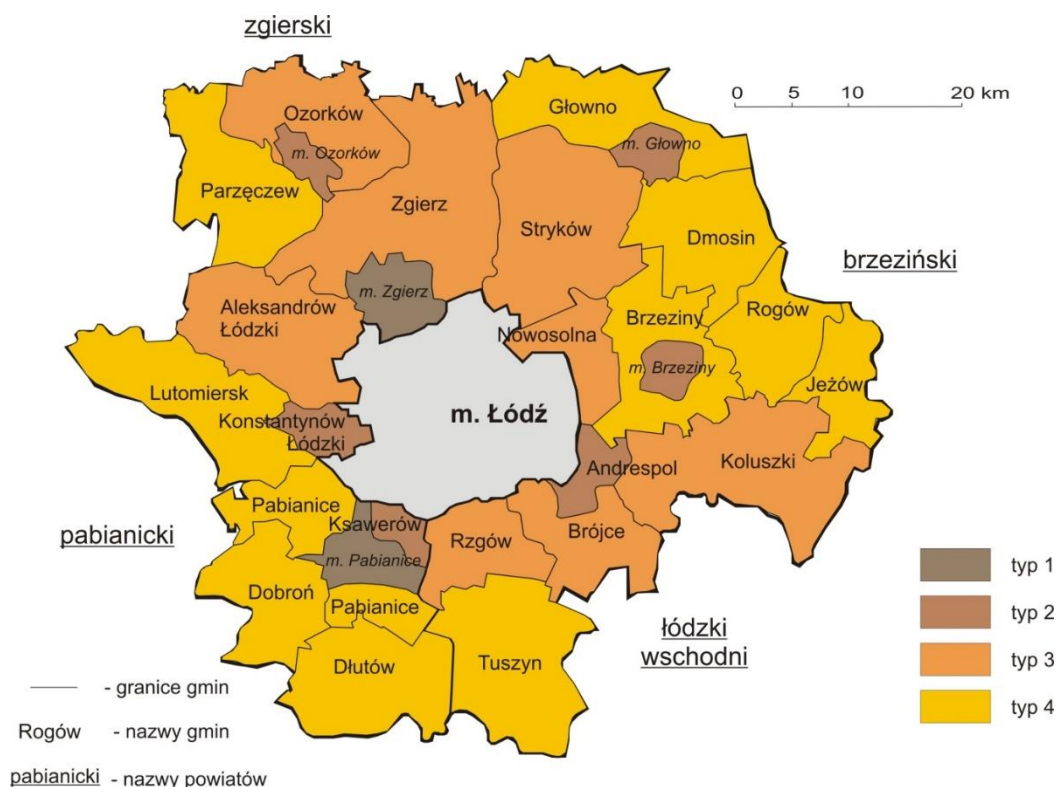 zgierski
0 5 10 20 km
Ozorków
Głowno
m. Ozorków
m. Głowno
Parzęczew
Zgierz
Stryków
Dmosin
brzeziński
m. Zgierz
Aleksandrów
Łódzki
Nowosolna
Brzeziny
Rogów
m. Brzeziny
Jeżów
Lutomiersk
Konstantynów
Łódzki
m. Łódź
Andrespol
Koluszki
Pabianice
Ksawerów
pabianicki
m. Pabianice
Rzgów
Brójce
Dobroń
Pabianice
Dłutów
Tuszyn
łódzki
wschodni
typ 1
typ 2
typ 3
typ 4
- granice gmin
Rogów - nazwy gmin
pabianicki - nazwy powiatów